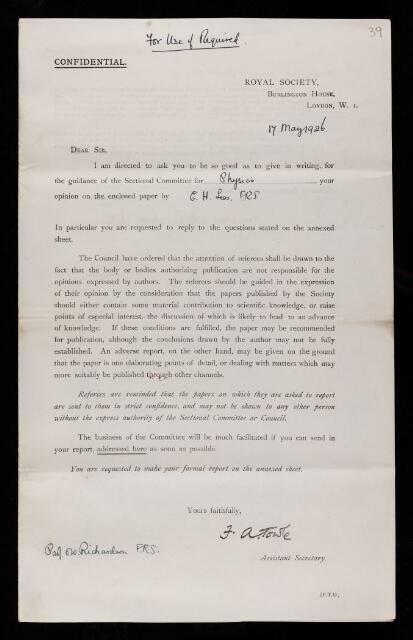 39
For Use if Required.
CONFIDENTIAL.
ROYAL SOCIETY,
BURLINGTON HOUSE,
LONDON, W. 1.
17 May 1926.
DEAR SIR,
I am directed to ask you to be so good as to give in writing, for
the guidance of the Sectional Committee for Physics your
opinion on the enclosed paper by C. H. Lees. FRS
In particular you are requested to reply to the questions stated on the annexed
sheet.
The Council have ordered that the attention of referees shall be drawn to the
fact that the body or bodies authorizing publication are not responsible for the
opinions expressed by authors. The referees should be guided in the expression
of their opinion by the consideration that the papers published by the Society
should either contain some material contribution to scientific knowledge, or raise
points of especial interest, the discussion of which is likely to lead to an advance
of knowledge. If these conditions are fulfilled, the paper may be recommended
for publication, although the conclusions drawn by the author may not be fully
established. An adverse report, on the other hand, may be given on the ground
that the paper is one elaborating points of detail, or dealing with matters which may
more suitably be published through other channels.
Referees are reminded that the papers on which they are asked to report
are sent to them in strict confidence, and may not be shown to any other person
without the express authority of the Sectional Committee or Council.
The business of the Committee will be much facilitated if you can send in
your report, addressed here as soon as possible.
You are requested to make your formal report on the annexed sheet.
Yours faithfully,
F. A. Towle
Assistant Secretary.
Prof. O. W. Richardson F.R.S.
[P.T.O.